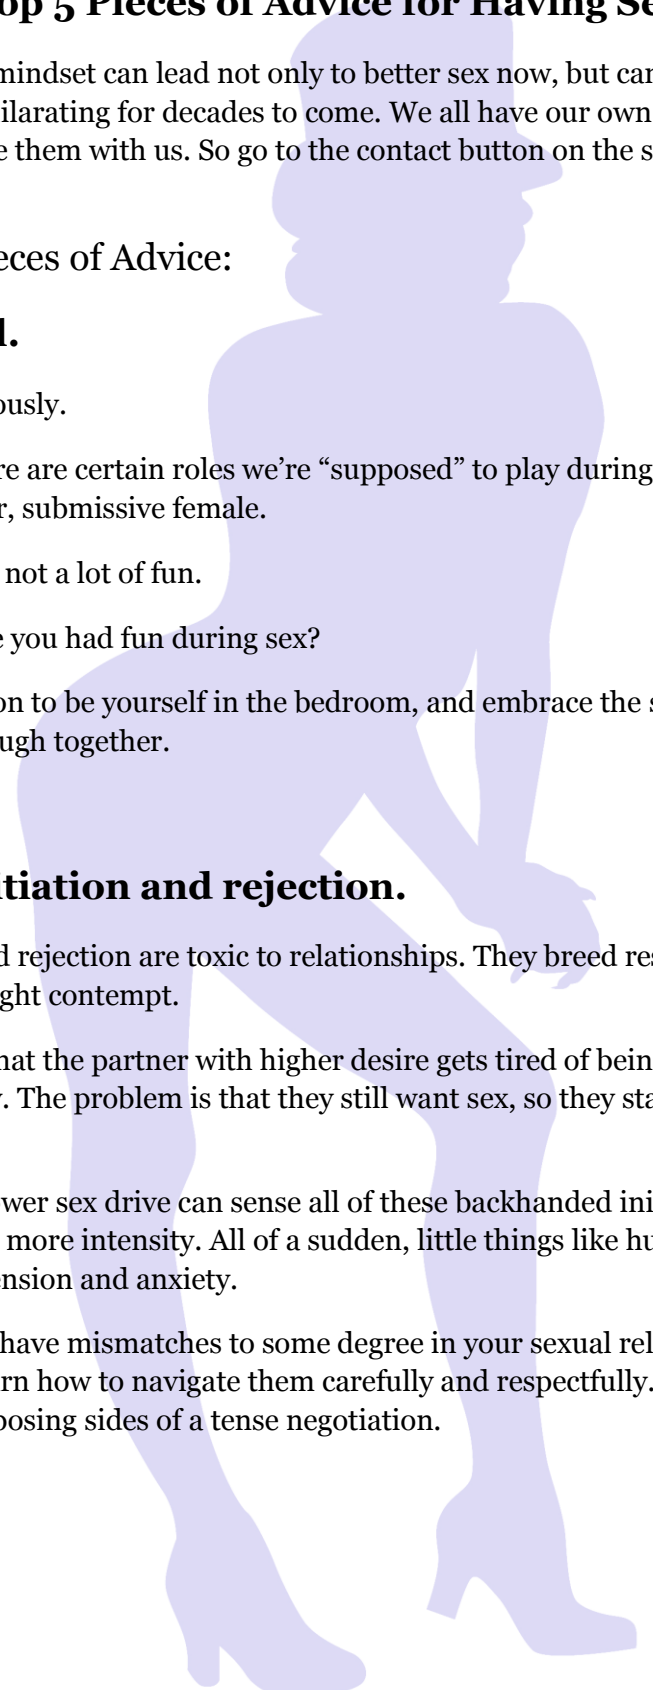 op 5 Pieces of Advice for Having Se
mindset can lead not only to better sex now, but can
ilarating for decades to come. We all have our own
e them with us. So go to the contact button on the s
eces of Advice:
l.
ously.
re are certain roles we’re “supposed” to play during
r, submissive female.
not a lot of fun.
e you had fun during sex?
on to be yourself in the bedroom, and embrace the s
ugh together.
itiation and rejection.
d rejection are toxic to relationships. They breed res
ght contempt.
hat the partner with higher desire gets tired of bein
y. The problem is that they still want sex, so they sta
ower sex drive can sense all of these backhanded ini
more intensity. All of a sudden, little things like hu
ension and anxiety.
have mismatches to some degree in your sexual rel
rn how to navigate them carefully and respectfully.
posing sides of a tense negotiation.